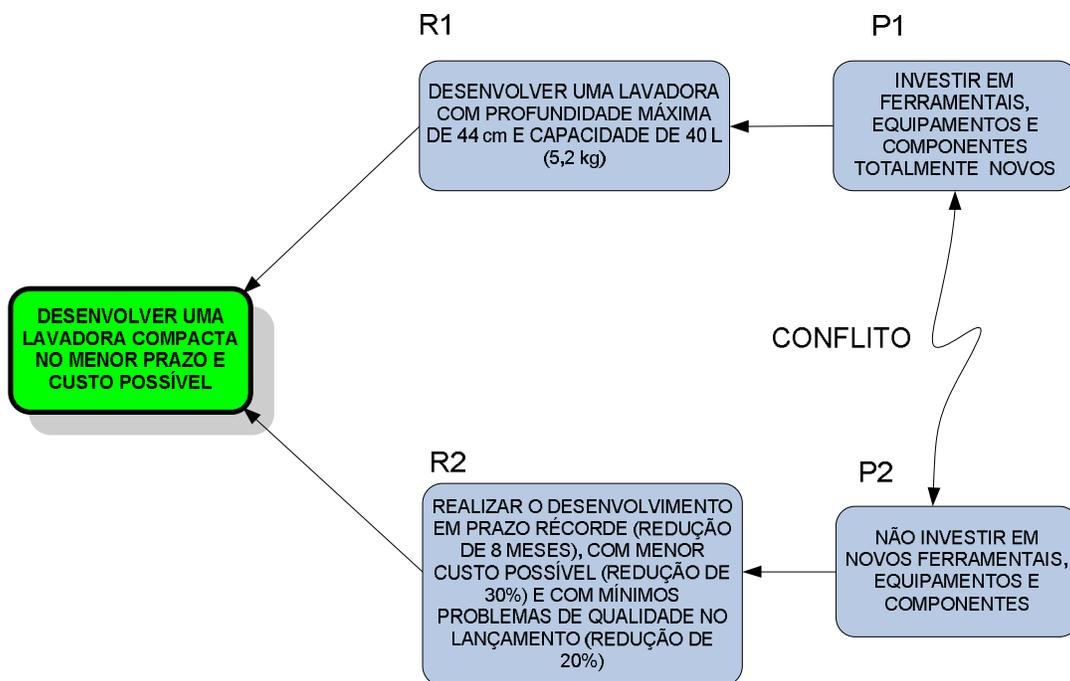 R1
DESENVOLVER UMA LAVADORA
COM PROFUNDIDADE MÁXIMA
DE 44 cm E CAPACIDADE DE 40 L
(5,2 kg)
P1
INVESTIR EM
FERRAMENTAIS,
EQUIPAMENTOS E
COMPONENTES
TOTALMENTE NOVOS
DESENVOLVER UMA
LAVADORA COMPACTA
NO MENOR PRAZO E
CUSTO POSSÍVEL
CONFLITO
R2
REALIZAR O DESENVOLVIMENTO
EM PRAZO RÉCORDE (REDUÇÃO
DE 8 MESES), COM MENOR
CUSTO POSSÍVEL (REDUÇÃO DE
30%) E COM MÍNIMOS
PROBLEMAS DE QUALIDADE NO
LANÇAMENTO (REDUÇÃO DE
20%)
P2
NÃO INVESTIR EM
NOVOS FERRAMENTAIS,
EQUIPAMENTOS E
COMPONENTES